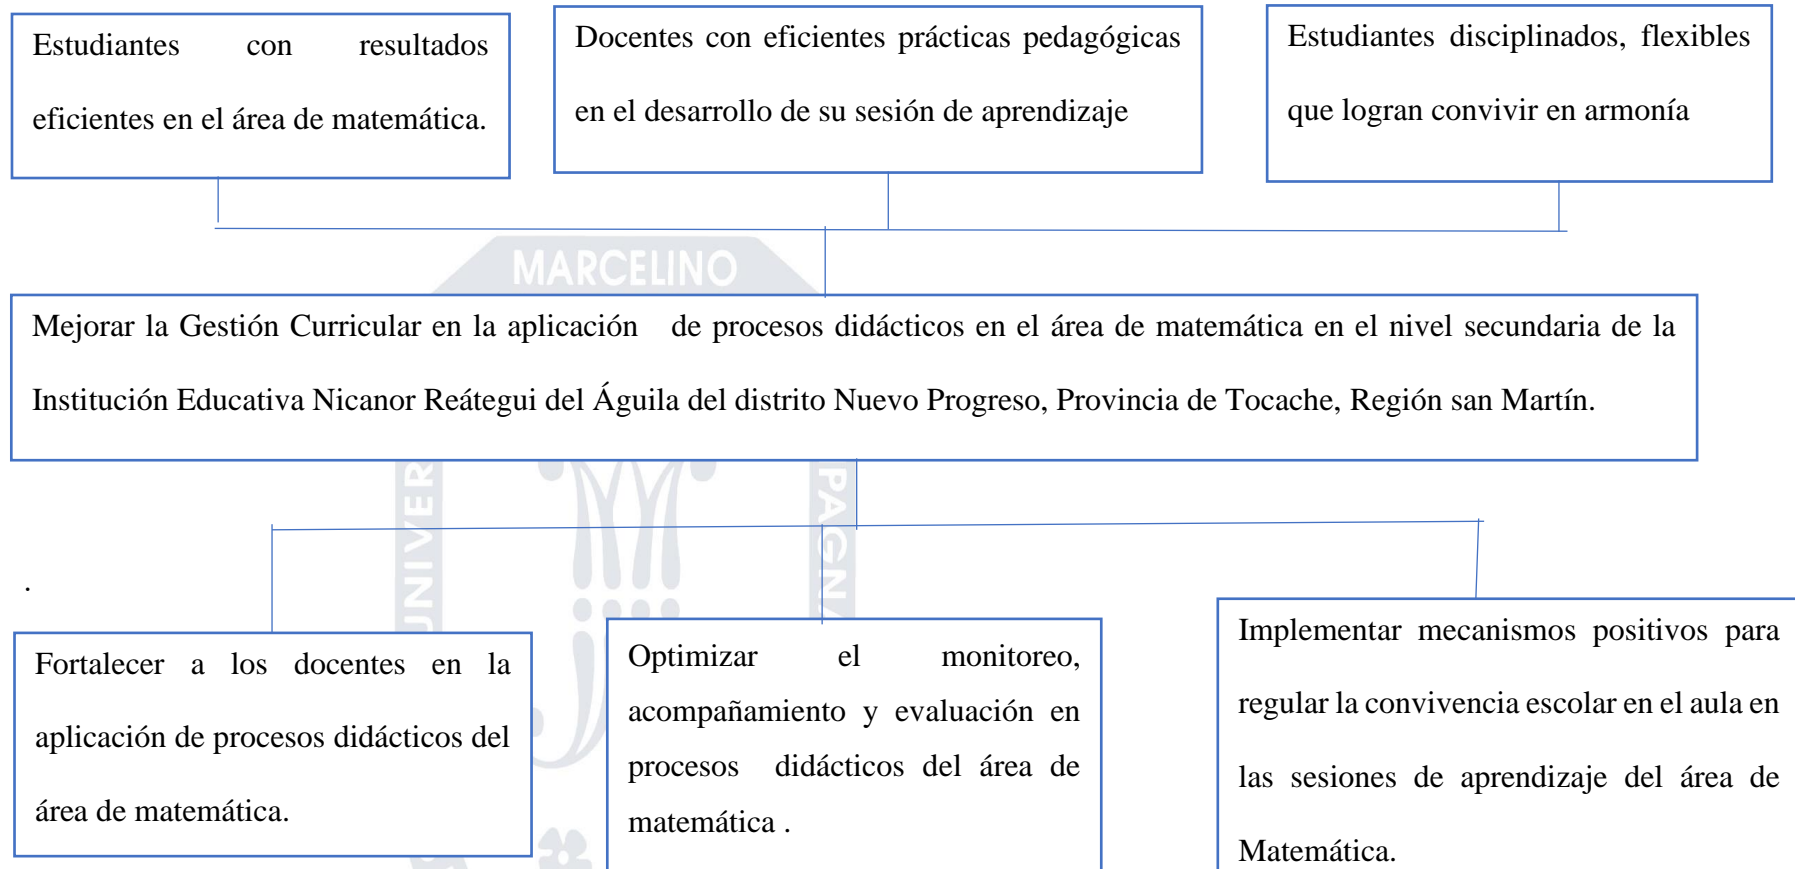 Estudiantes con resultados
eficientes en el área de matemática.
Docentes con eficientes prácticas pedagógicas
en el desarrollo de su sesión de aprendizaje
Estudiantes disciplinados, flexibles
que logran convivir en armonía
MARCELINO
Mejorar la Gestión Curricular en la aplicación de procesos didácticos en el área de matemática en el nivel secundaria de la
Institución Educativa Nicanor Reátegui del Águila del distrito Nuevo Progreso, Provincia de Tocache, Región san Martín.
UNIVER
PAGNA
.
Fortalecer a los docentes en la
aplicación de procesos didácticos del
área de matemática.
Optimizar el monitoreo,
acompañamiento y evaluación en
procesos didácticos del área de
matemática .
Implementar mecanismos positivos para
regular la convivencia escolar en el aula en
las sesiones de aprendizaje del área de
Matemática.